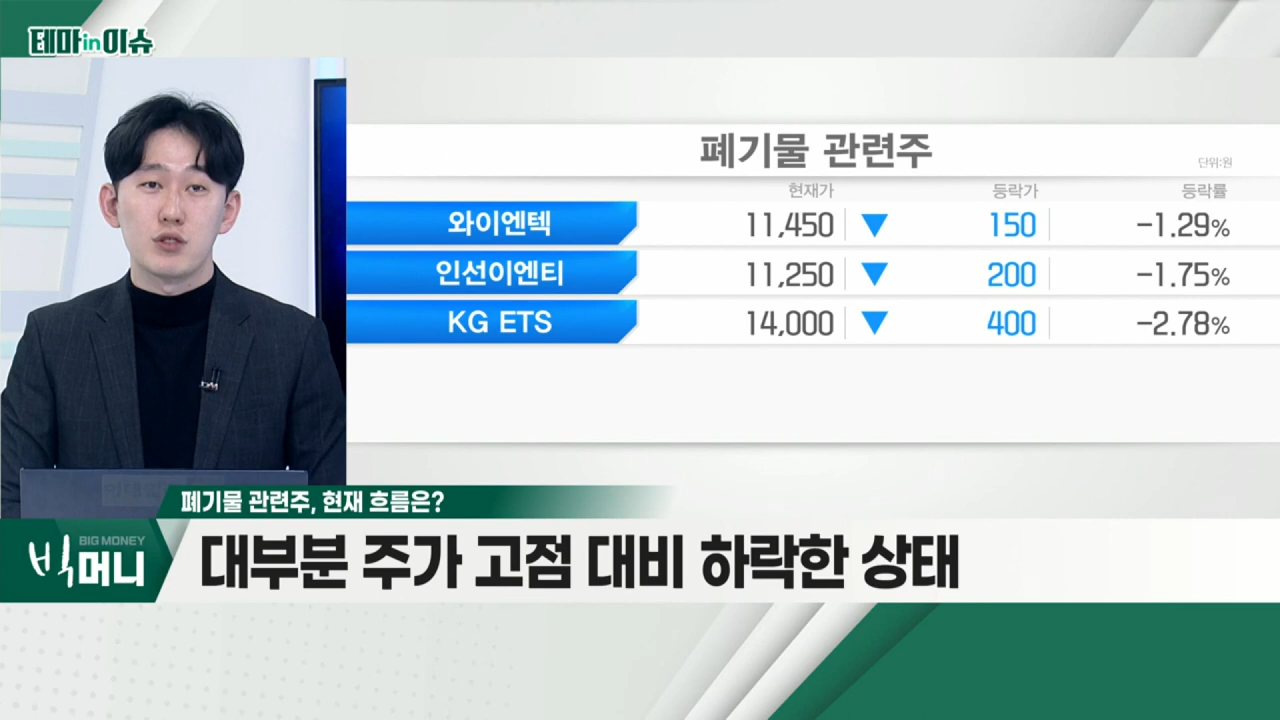 테마in이슈
폐기물 관련주
단위:원
현재가 등락가 등락률
와이엔텍 11,450 ▼ 150 -1.29%
인선이엔티 11,250 ▼ 200 -1.75%
KG ETS 14,000 ▼ 400 -2.78%
폐기물 관련주, 현재 흐름은?
BIG MONEY
빅머니
대부분 주가 고점 대비 하락한 상태